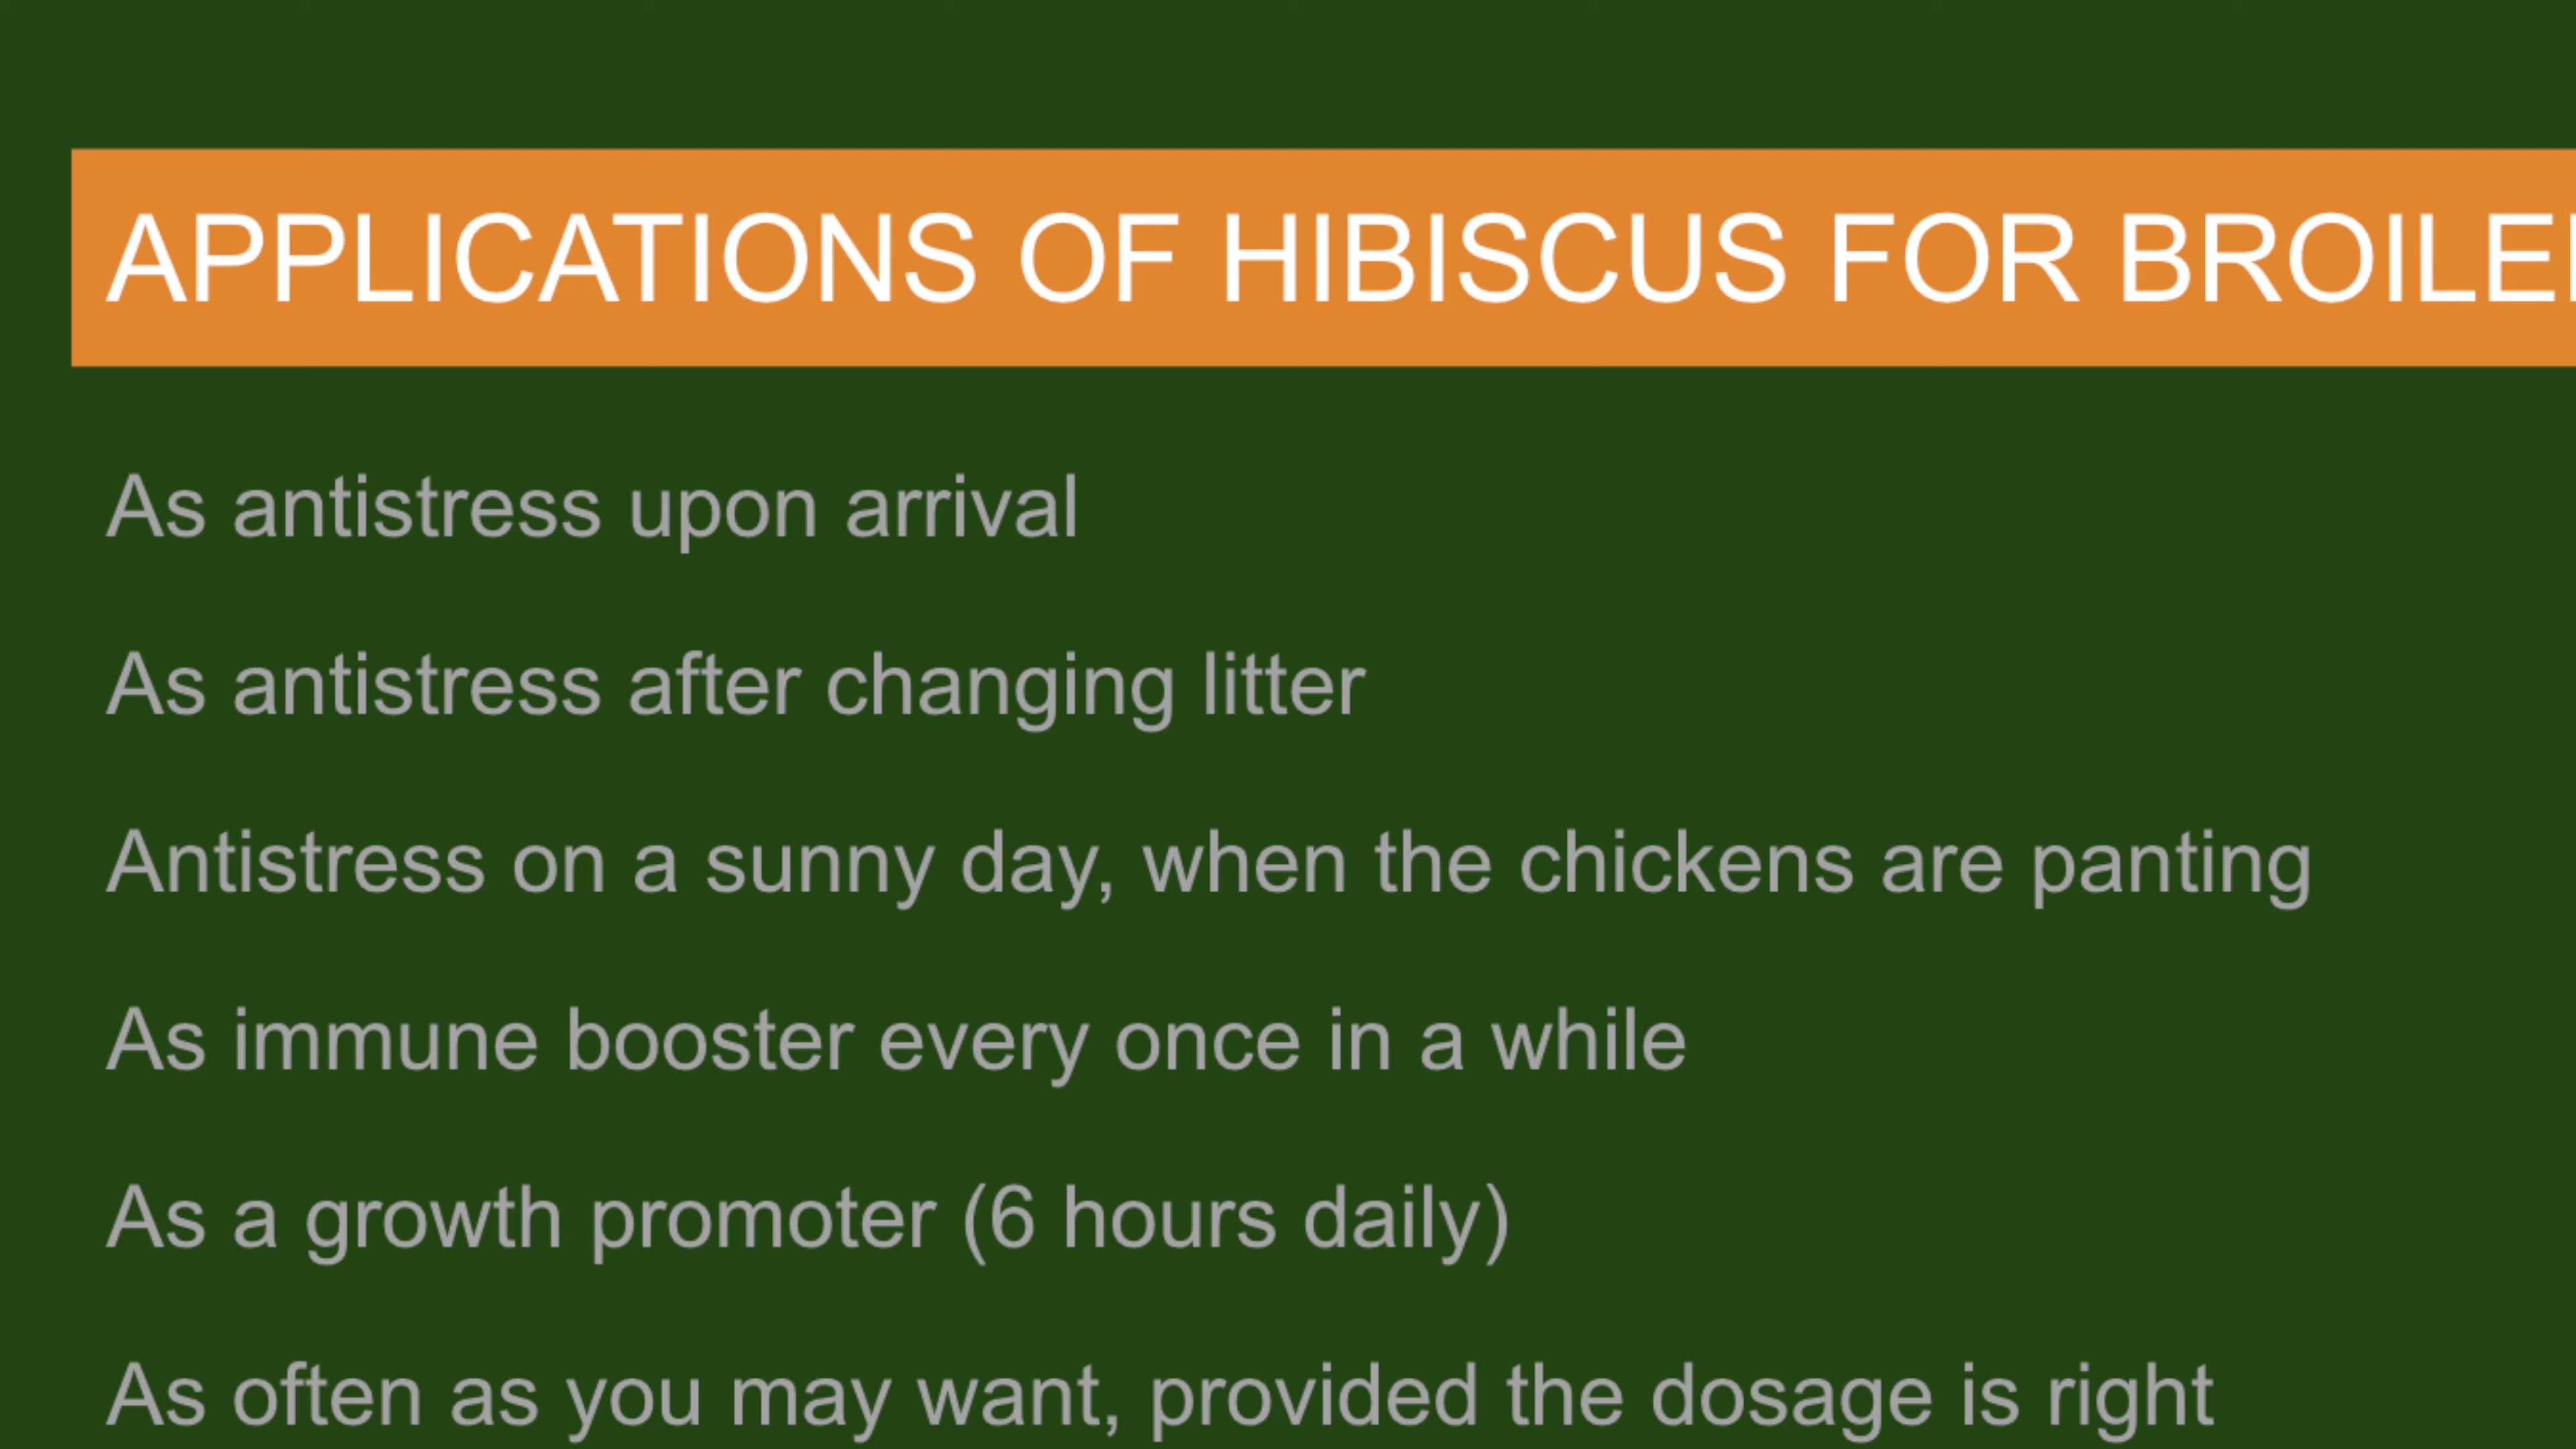 APPLICATIONS OF HIBISCUS FOR BROILE
As antistress upon arrival
As antistress after changing litter
Antistress on a sunny day, when the chickens are panting
As immune booster every once in a while
As a growth promoter (6 hours daily)
As often as you may want, provided the dosage is right